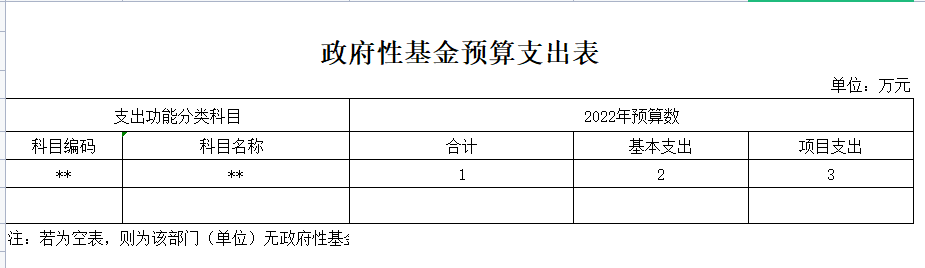 政府性基金预算支出表
单位：万元
支出功能分类科目 2022年预算数
科目编码 科目名称 合计 基本支出 项目支出
** ** 1 2 3
注：若为空表，则为该部门（单位）无政府性基